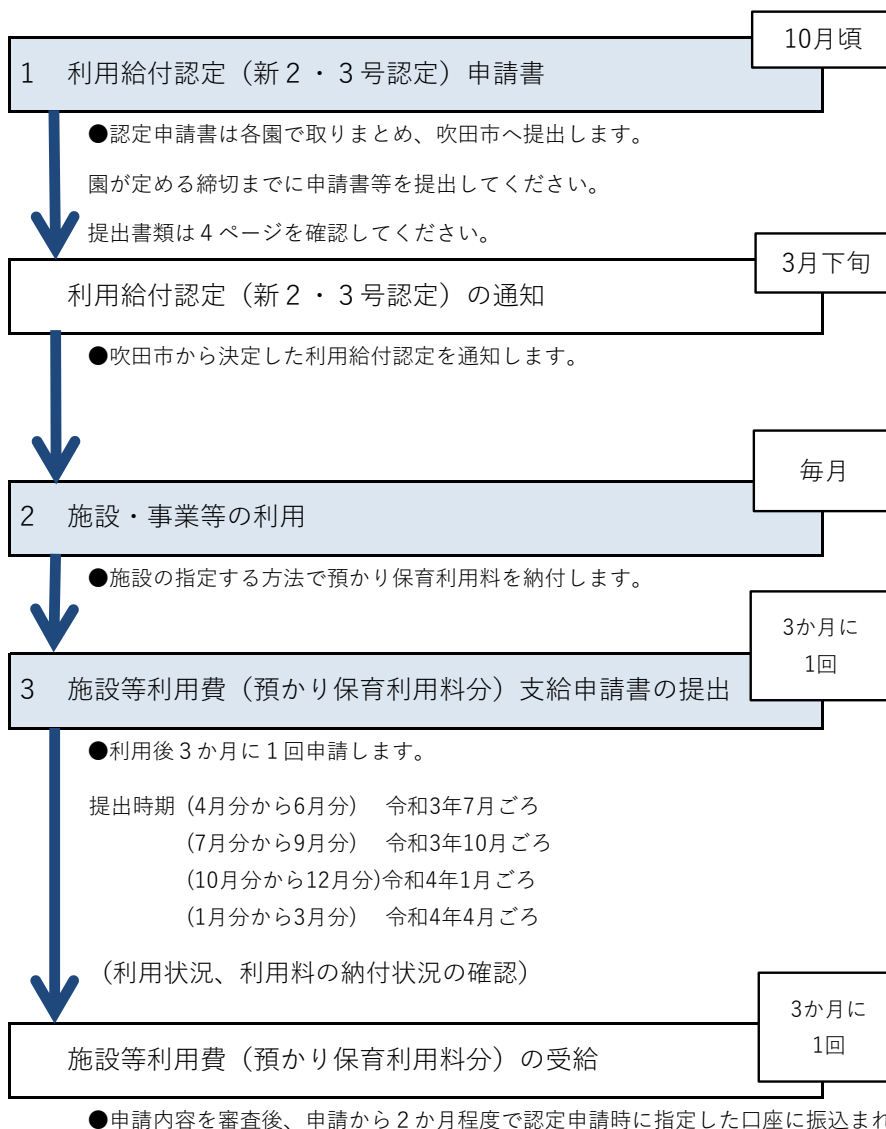 10月頃
1 利用給付認定（新２・３号認定）申請書
●認定申請書は各園で取りまとめ、吹田市へ提出します。
園が定める締切までに申請書等を提出してください。
提出書類は４ページを確認してください。
3月下旬
利用給付認定（新２・３号認定）の通知
●吹田市から決定した利用給付認定を通知します。
毎月
2 施設・事業等の利用
●施設の指定する方法で預かり保育利用料を納付します。
3か月に
1回
3 施設等利用費（預かり保育利用料分）支給申請書の提出
●利用後３か月に１回申請します。
提出時期 (4月分から6月分) 令和3年7月ごろ
(7月分から9月分) 令和3年10月ごろ
(10月分から12月分)令和4年1月ごろ
(1月分から3月分) 令和4年4月ごろ
（利用状況、利用料の納付状況の確認）
3か月に
1回
施設等利用費（預かり保育利用料分）の受給
●申請内容を審査後、申請から２か月程度で認定申請時に指定した口座に振込まれ